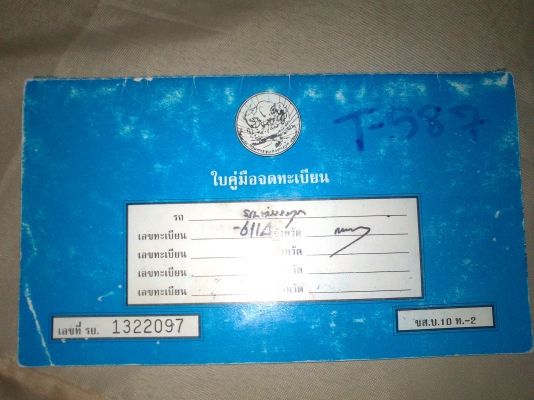 T-587
ใบคู่มือจดทะเบียน
รถ
เลขทะเบียน จังหวัด
เลขทะเบียน จังหวัด
เลขทะเบียน จังหวัด
เลขทะเบียน จังหวัด
เลขที่ รย. 1322097
ขส.บ.10 ท.-2